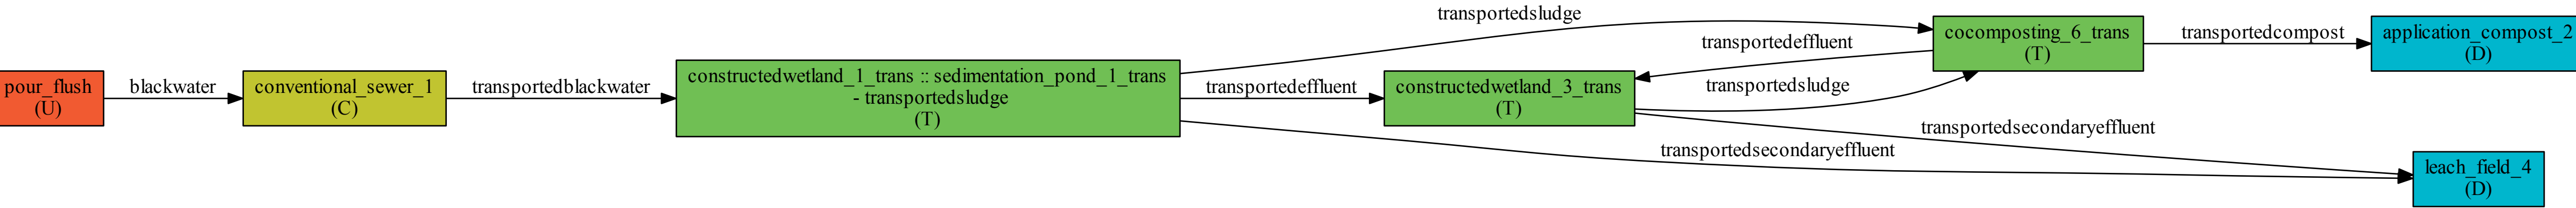 pour_flush
(U)
blackwater
conventional_sewer_1
(C)
transportedblackwater
constructedwetland_1_trans :: sedimentation_pond_1_trans
- transportedsludge
(T)
transportedsludge
transportedeffluent
transportedsecondaryeffluent
constructedwetland_3_trans
(T)
transportedeffluent
transportedsludge
transportedsecondaryeffluent
cocomposting_6_trans
(T)
transportedcompost
application_compost_2
(D)
leach_field_4
(D)